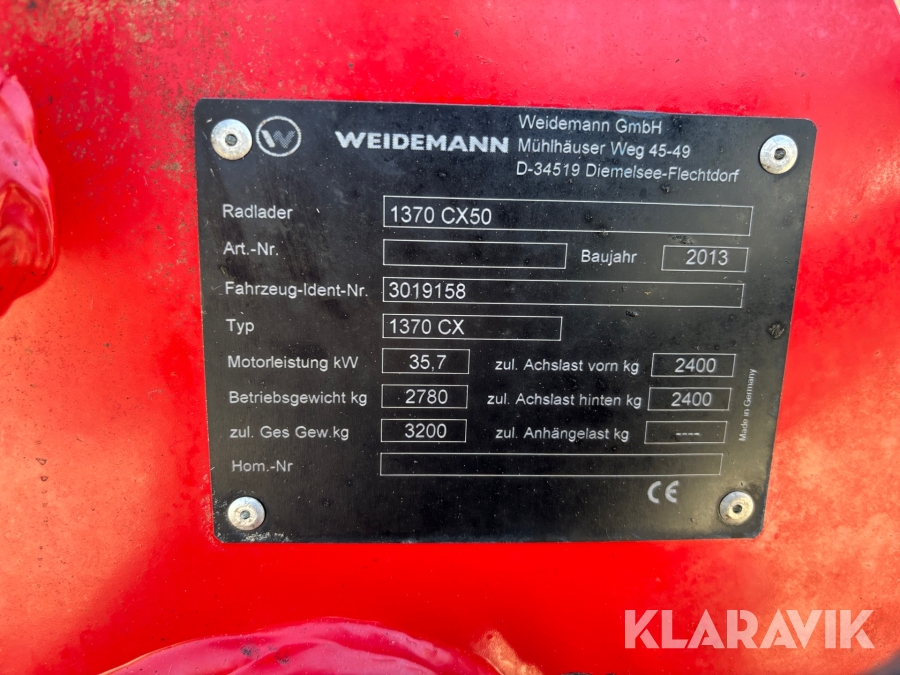 W WEIDEMANN
Weidemann GmbH
Mühlhäuser Weg 45-49
D-34519 Diemelsee-Flechtdorf
Radlader 1370 CX50
Art.-Nr. Baujahr 2013
Fahrzeug-Ident-Nr. 3019158
Typ 1370 CX
Motorleistung kW 35,7 zul. Achslast vorn kg 2400
Betriebsgewicht kg 2780 zul. Achslast hinten kg 2400
zul. Ges Gew.kg 3200 zul. Anhängelast kg ----
Hom.-Nr
Made in Germany
CE
KLARAVIK